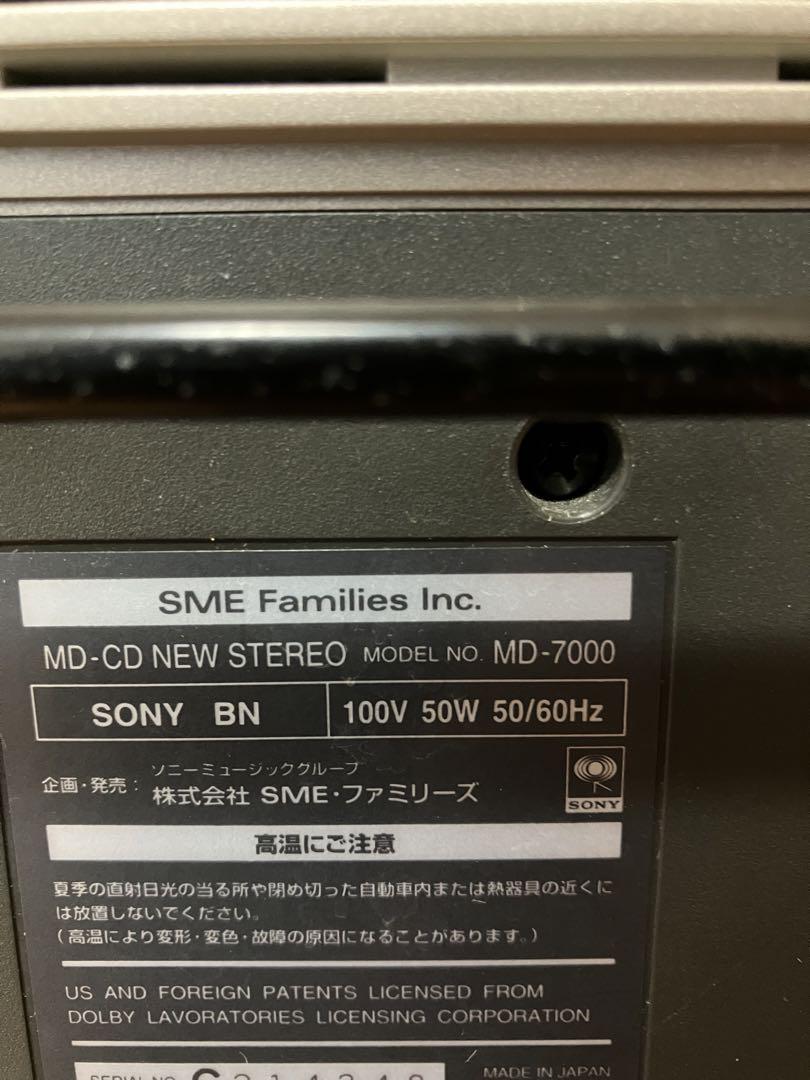 SME Families Inc.
MD-CD NEW STEREO MODEL NO. MD-7000
SONY BN 100V 50W 50/60Hz
ソニーミュージックグループ
企画・発売: 株式会社 SME・ファミリーズ
SONY
高温にご注意
夏季の直射日光の当る所や閉め切った自動車内または熱器具の近くに
は放置しないでください。
(高温により変形・変色・故障の原因になることがあります。)
US AND FOREIGN PATENTS LICENSED FROM
DOLBY LAVORATORIES LICENSING CORPORATION
SERIAL NO.
MADE IN JAPAN